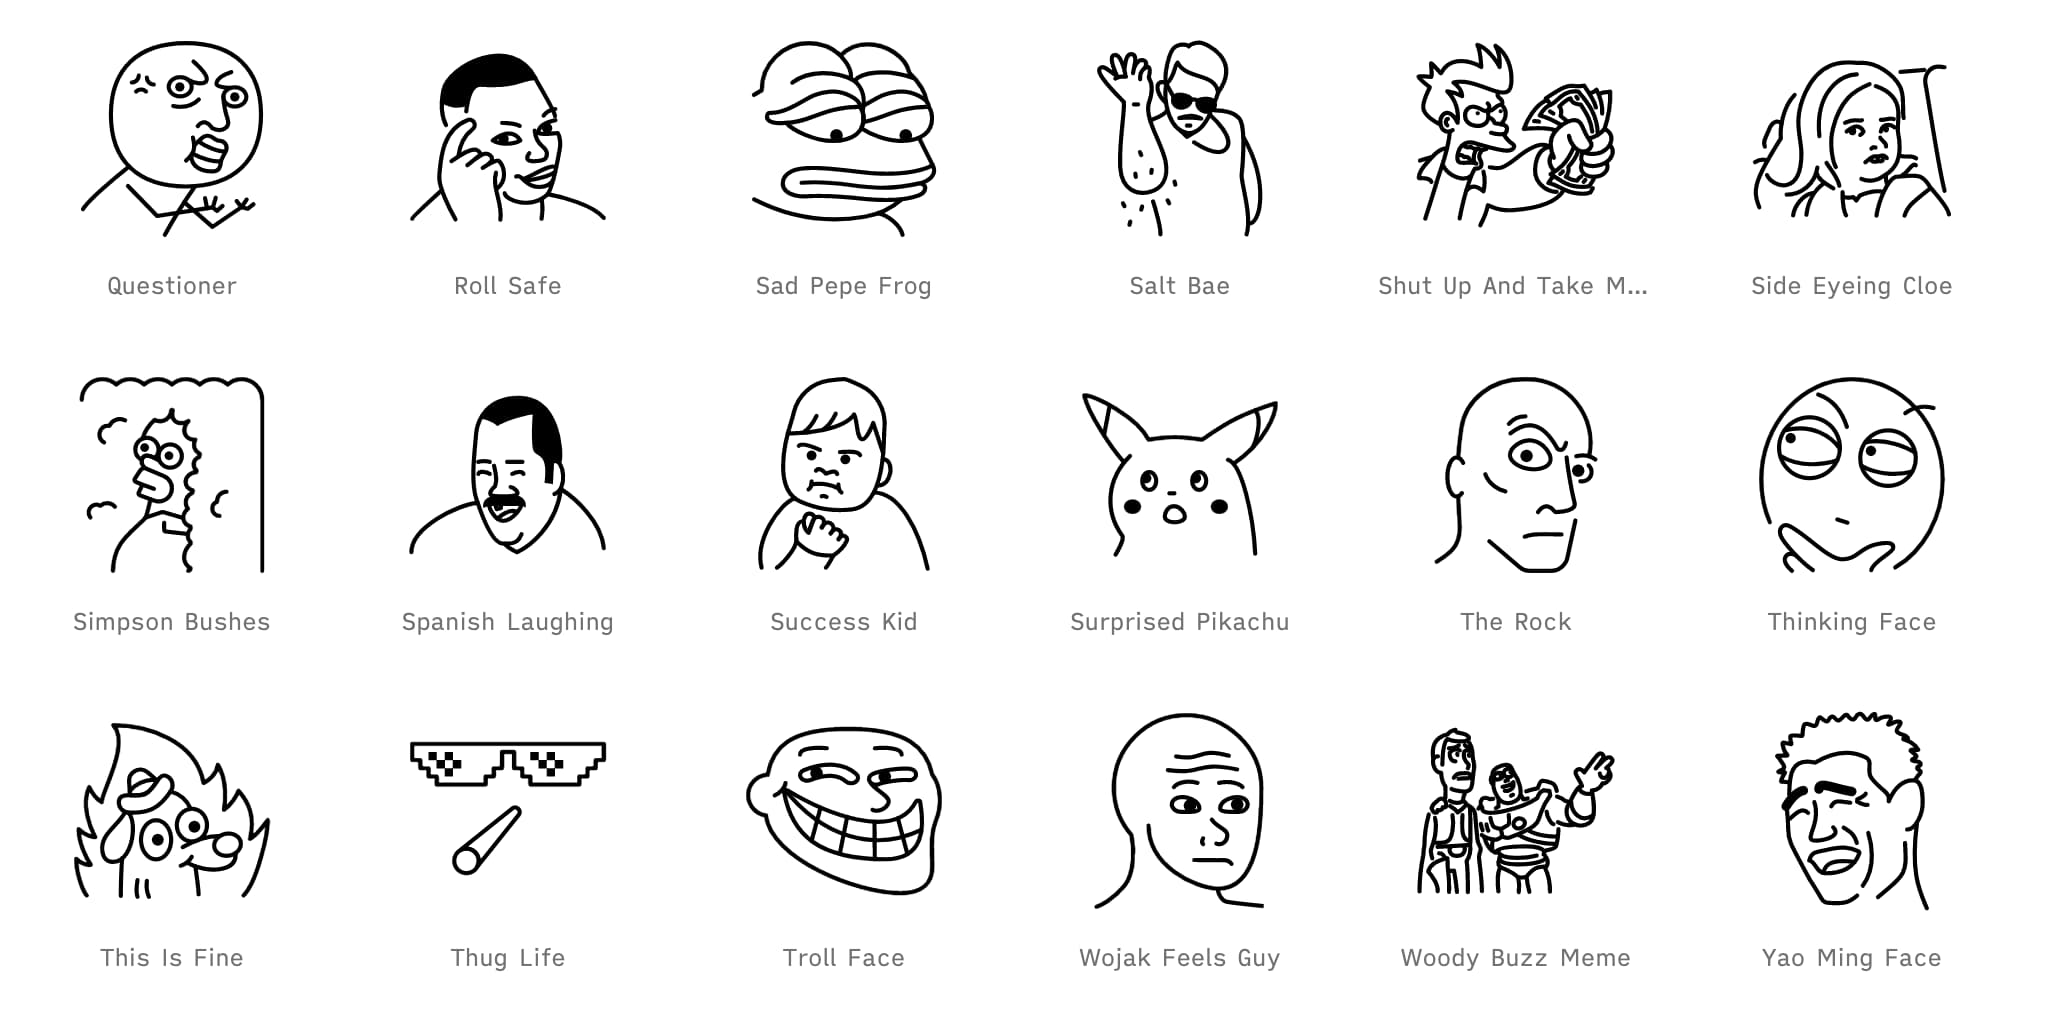 Questioner
Roll Safe
Sad Pepe Frog
Salt Bae
Shut Up And Take M...
Side Eyeing Cloe
Simpson Bushes
Spanish Laughing
Success Kid
Surprised Pikachu
The Rock
Thinking Face
This Is Fine
Thug Life
Troll Face
Wojak Feels Guy
Woody Buzz Meme
Yao Ming Face